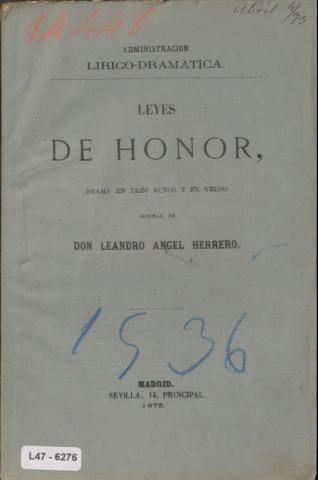 Abril 4/73
ADMINISTRACION
LIRICO-DRAMÀTICA.
LEYES
DE HONOR,
DRAMA EN TRES ACTOS Y EN VERSO
ORIGINAL DE
DON LEANDRO ANGEL HERRERO.
1536
MADRID.
SEVILLA, 14, PRINCIPAL.
1873.
L47 - 6276